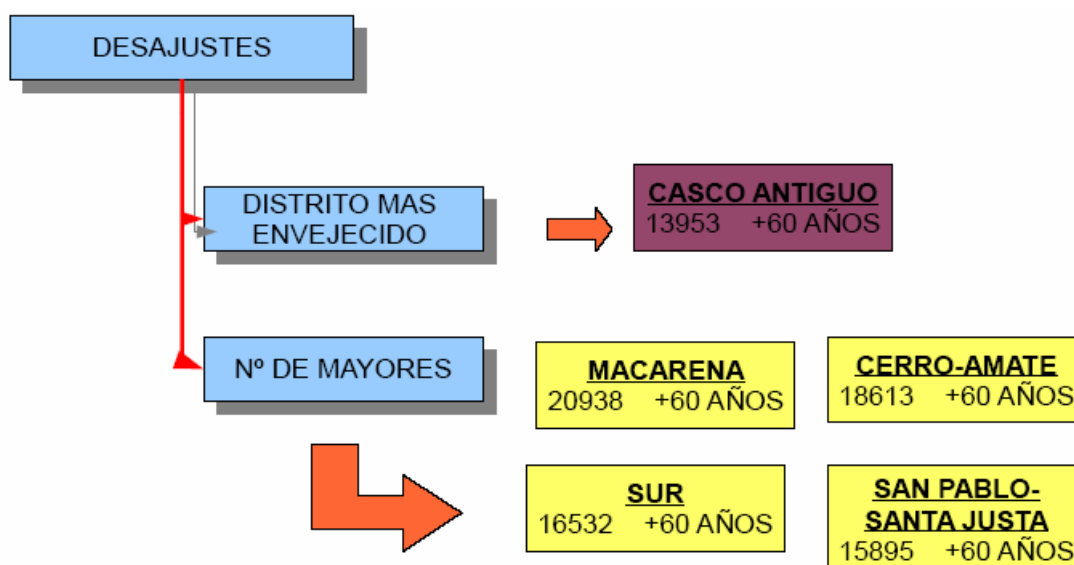 DESAJUSTES
DISTRITO MAS
ENVEJECIDO
CASCO ANTIGUO
13953 +60 AÑOS
Nº DE MAYORES
MACARENA
20938 +60 AÑOS
CERRO-AMATE
18613 +60 AÑOS
SUR
16532 +60 AÑOS
SAN PABLO-
SANTA JUSTA
15895 +60 AÑOS